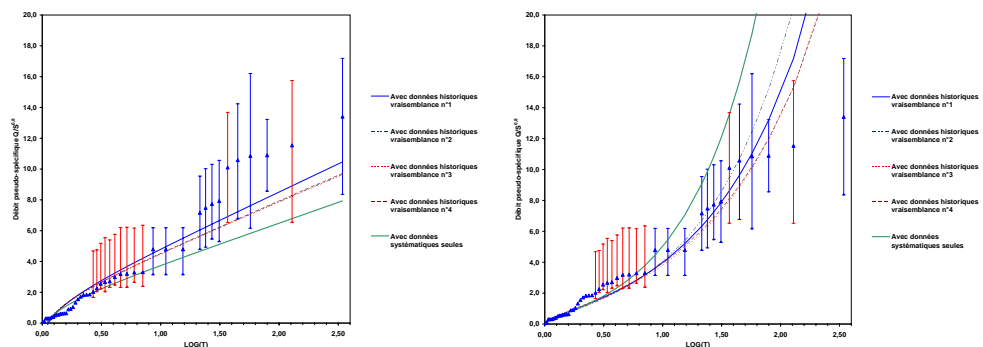 20,0
18,0
16,0
14,0
12,0
10,0
8,0
6,0
4,0
2,0
0,0
Débit pseudo-spécifique Q/S^0,8
0,00 0,50 1,00 1,50 2,00 2,50
LOG(T)
Avec données historiques
vraisemblance n°1
Avec données historiques
vraisemblance n°2
Avec données historiques
vraisemblance n°3
Avec données historiques
vraisemblance n°4
Avec données
systématiques seules
20,0
18,0
16,0
14,0
12,0
10,0
8,0
6,0
4,0
2,0
0,0
Débit pseudo-spécifique Q/S^0,8
0,00 0,50 1,00 1,50 2,00 2,50
LOG(T)
Avec données historiques
vraisemblance n°1
Avec données historiques
vraisemblance n°2
Avec données historiques
vraisemblance n°3
Avec données historiques
vraisemblance n°4
Avec données
systématiques seules